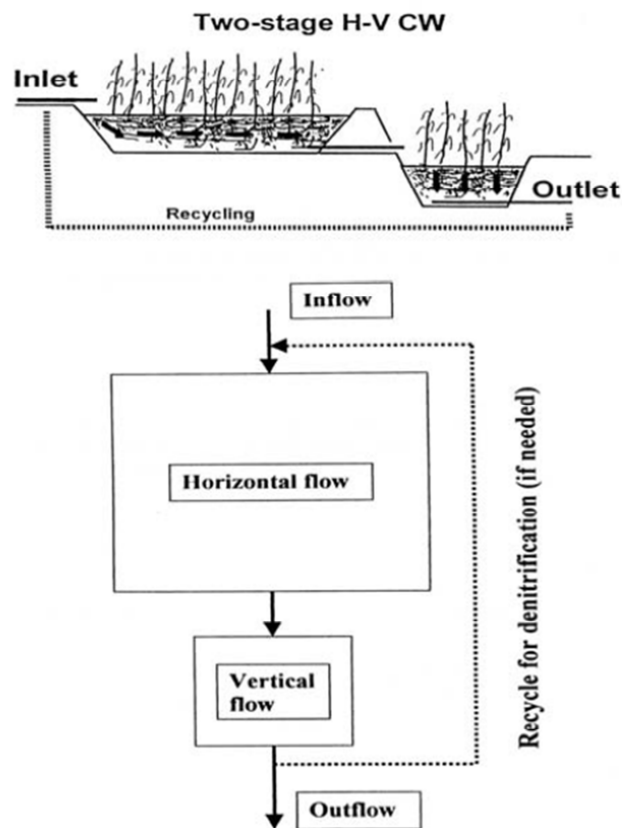 Two-stage H-V CW
Inlet
Outlet
Recycling
Inflow
Horizontal flow
Vertical
flow
Outflow
Recycle for denitrification (if needed)